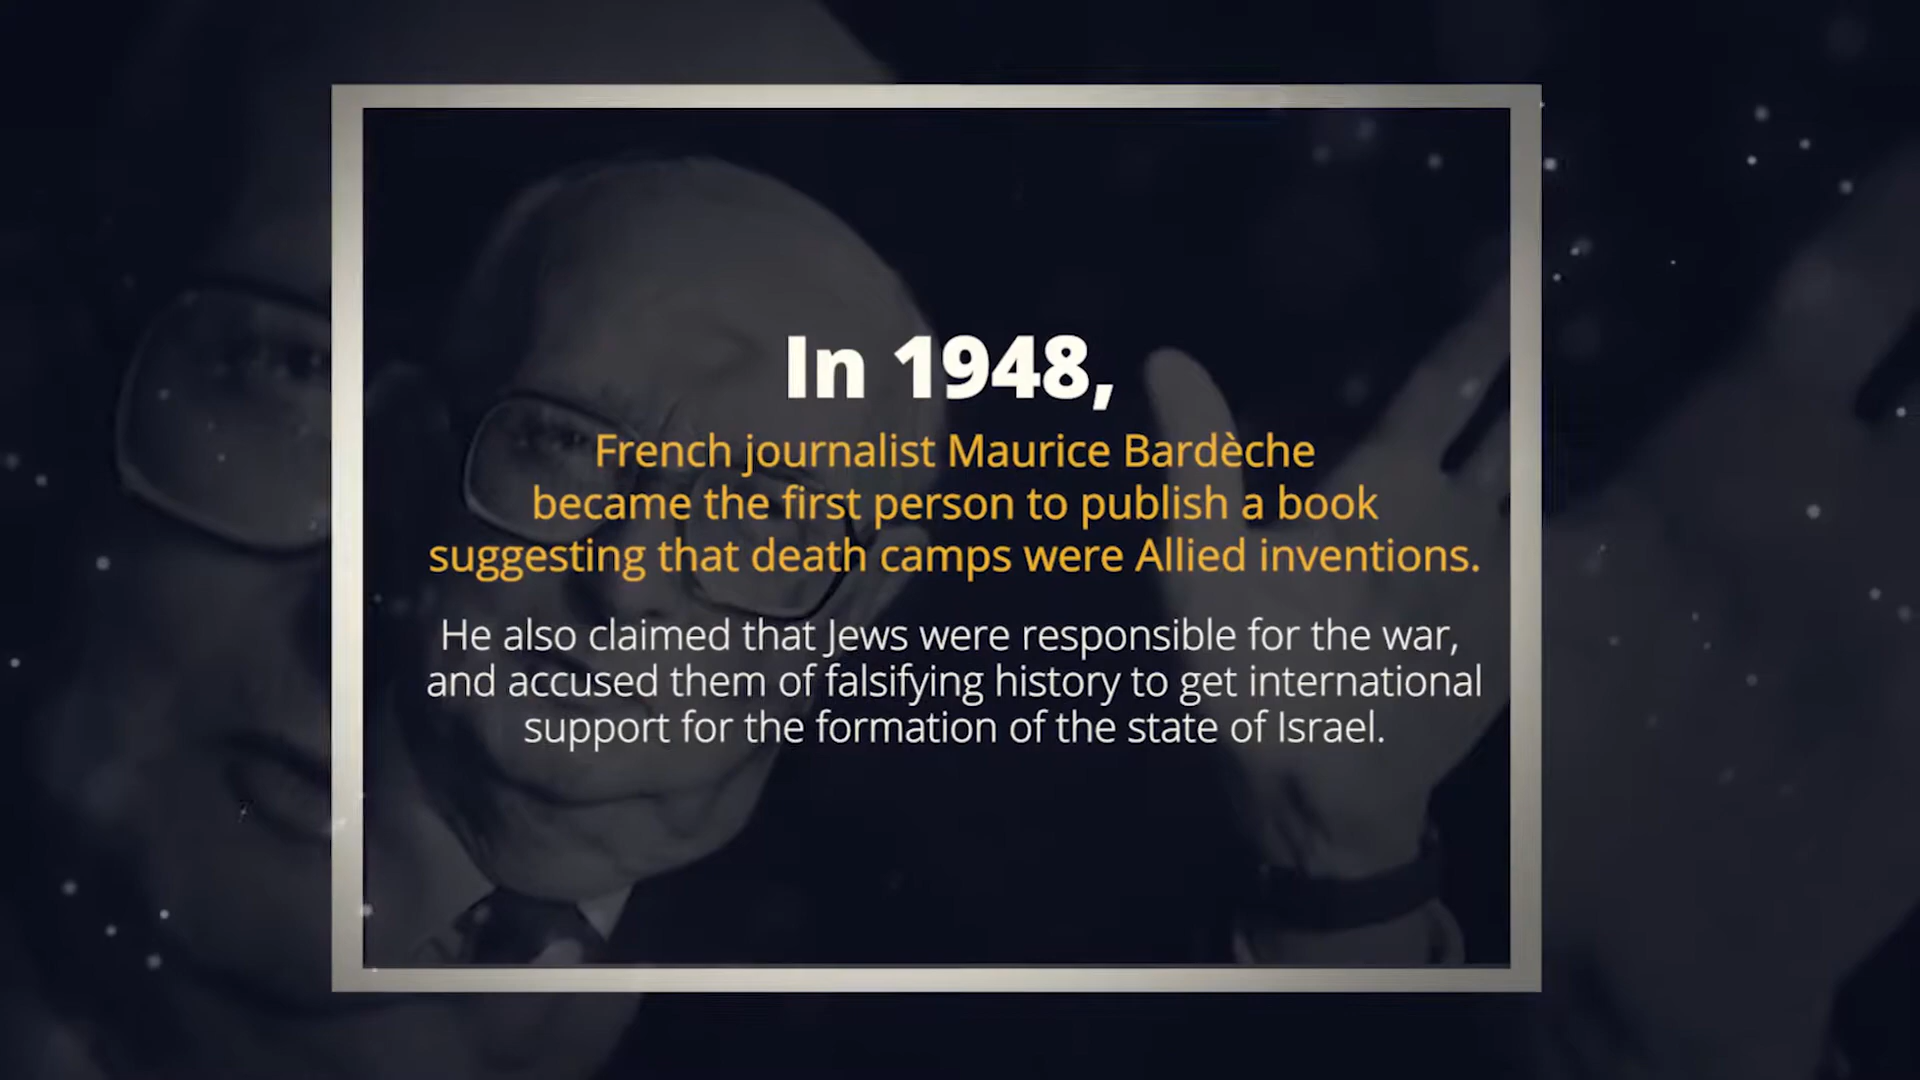 In 1948,
French journalist Maurice Bardèche
became the first person to publish a book
suggesting that death camps were Allied inventions.
He also claimed that Jews were responsible for the war,
and accused them of falsifying history to get international
support for the formation of the state of Israel.